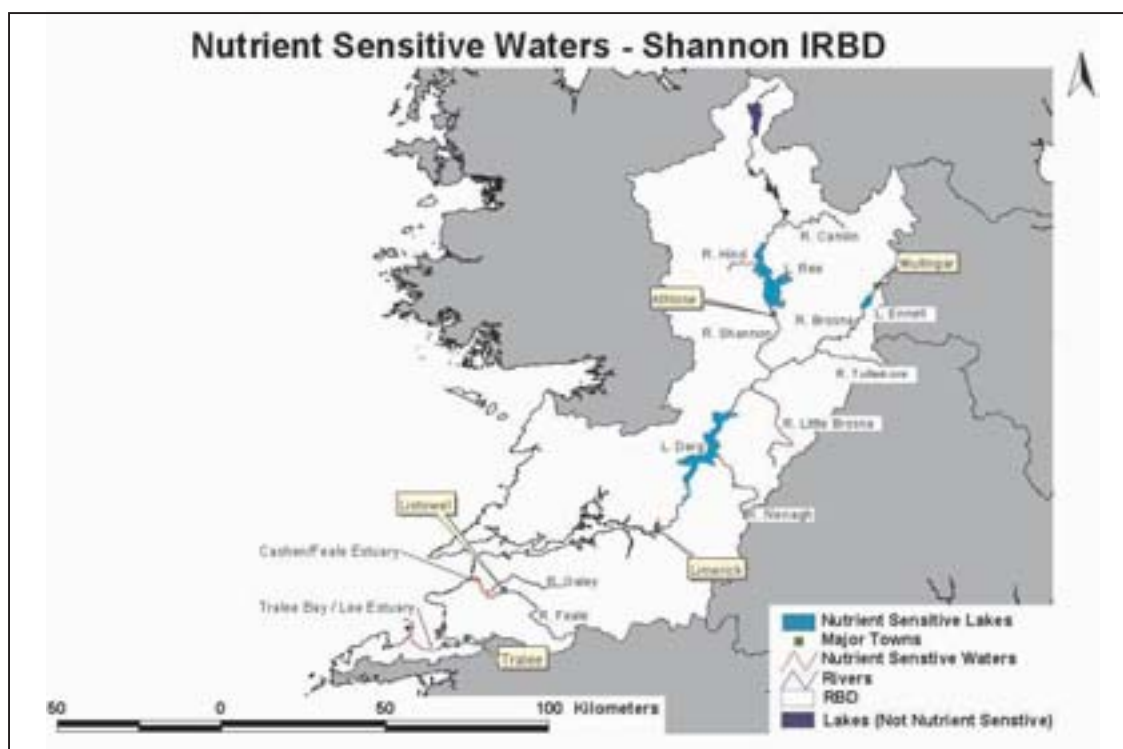 Nutrient Sensitive Waters - Shannon IRBD
R. Camlin
R. Hind
L. Ree
Mullingar
Athlone
R. Shannon
R. Brosna
L. Ennell
R. Tullamore
R. Little Brosna
L. Derg
R. Nenagh
Listowel
Limerick
Cashen/Feale Estuary
R. Galey
Tralee Bay / Lee Estuary
R. Feale
Tralee
Nutrient Sensitive Lakes
Major Towns
Nutrient Senstive Waters
Rivers
RBD
Lakes (Not Nutrient Senstive)
50 0 50 100 Kilometers